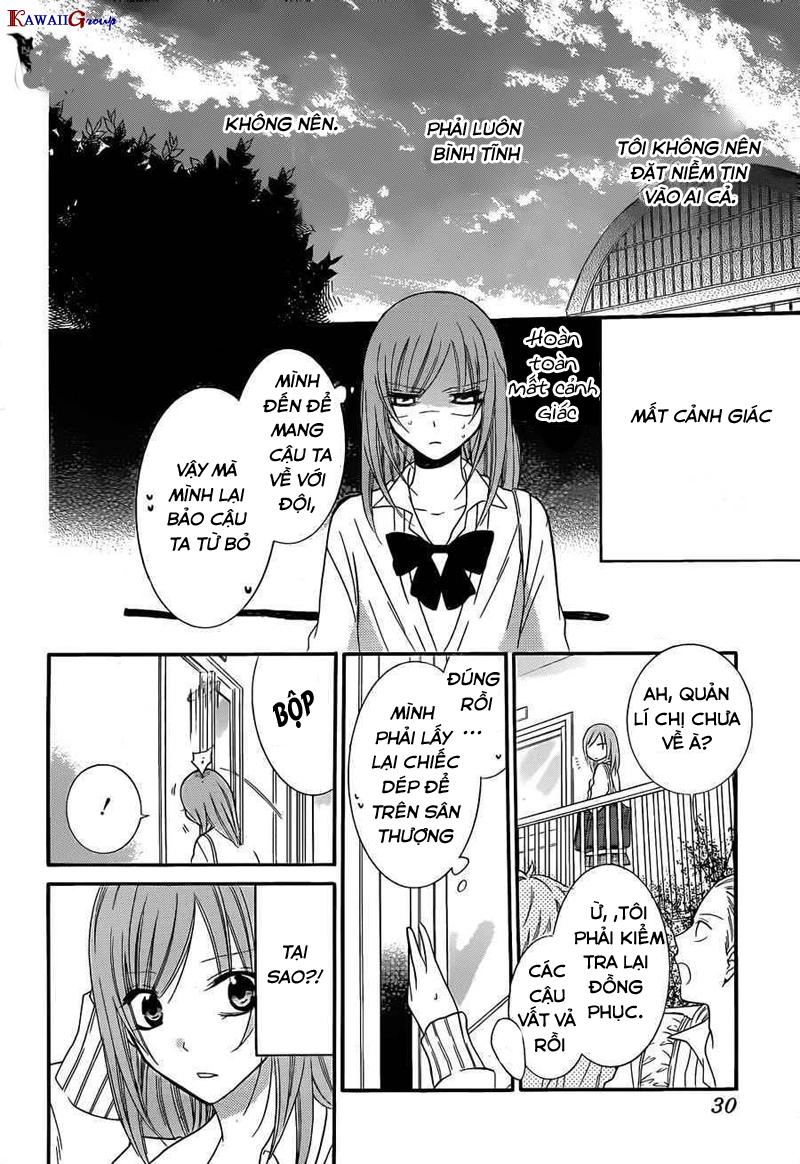 KAWAIIGroup
TÔI KHÔNG NÊN
ĐẶT NIỀM TIN
VÀO AI CẢ.
PHẢI LUÔN
BÌNH TĨNH
KHÔNG NÊN.
MẤT CẢNH GIÁC
Hoàn
toàn
mất cảnh
giác
MÌNH
ĐẾN ĐỂ
MANG
CẬU TA
VỀ VỚI
ĐỘI,
VẬY MÀ
MÌNH LẠI
BẢO CẬU
TA TỪ BỎ
AH, QUẢN
LÍ CHỊ CHƯA
VỀ À?
Ừ, ,TÔI
PHẢI KIỂM
TRA LẠI
ĐỒNG
PHỤC.
CÁC
CẬU
VẤT VẢ
RỒI
ĐÚNG
RỒI
...
MÌNH
PHẢI LẤY
LẠI CHIẾC
DÉP ĐỂ
TRÊN SÂN
THƯỢNG
BỘP
!
TẠI
SAO?!
30